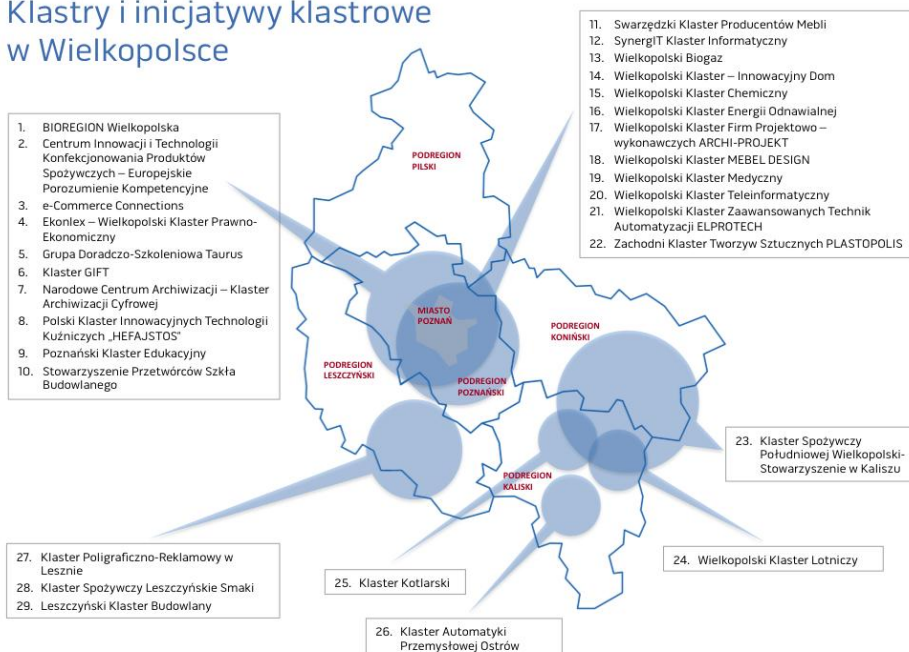 Klastry i inicjatywy klastrowe
w Wielkopolsce
1. BIOREGION Wielkopolska
2. Centrum Innowacji i Technologii
Konfekcjonowania Produktów
Spożywczych – Europejskie
Porozumienie Kompetencyjne
3. e-Commerce Connections
4. Ekonlex – Wielkopolski Klaster Prawno-
Ekonomiczny
5. Grupa Doradczo-Szkoleniowa Taurus
6. Klaster GIFT
7. Narodowe Centrum Archiwizacji – Klaster
Archiwizacji Cyfrowej
8. Polski Klaster Innowacyjnych Technologii
Kuźniczych „HEFAJSTOS"
9. Poznański Klaster Edukacyjny
10. Stowarzyszenie Przetwórców Szkła
Budowlanego
11. Swarzędzki Klaster Producentów Mebli
12. SynergIT Klaster Informatyczny
13. Wielkopolski Biogaz
14. Wielkopolski Klaster – Innowacyjny Dom
15. Wielkopolski Klaster Chemiczny
16. Wielkopolski Klaster Energii Odnawialnej
17. Wielkopolski Klaster Firm Projektowo –
wykonawczych ARCHI-PROJEKT
18. Wielkopolski Klaster MEBEL DESIGN
19. Wielkopolski Klaster Medyczny
20. Wielkopolski Klaster Teleinformatyczny
21. Wielkopolski Klaster Zaawansowanych Technik
Automatyzacji ELPROTECH
22. Zachodni Klaster Tworzyw Sztucznych PLASTOPOLIS
PODREGION
PILSKI
MIASTO
POZNAŃ
PODREGION
KONIŃSKI
PODREGION
LESZCZYŃSKI
PODREGION
POZNAŃSKI
PODREGION
KALISKI
23. Klaster Spożywczy
Południowej Wielkopolski-
Stowarzyszenie w Kaliszu
24. Wielkopolski Klaster Lotniczy
25. Klaster Kotlarski
26. Klaster Automatyki
Przemysłowej Ostrów
27. Klaster Poligraficzno-Reklamowy w
Lesznie
28. Klaster Spożywczy Leszczyńskie Smaki
29. Leszczyński Klaster Budowlany